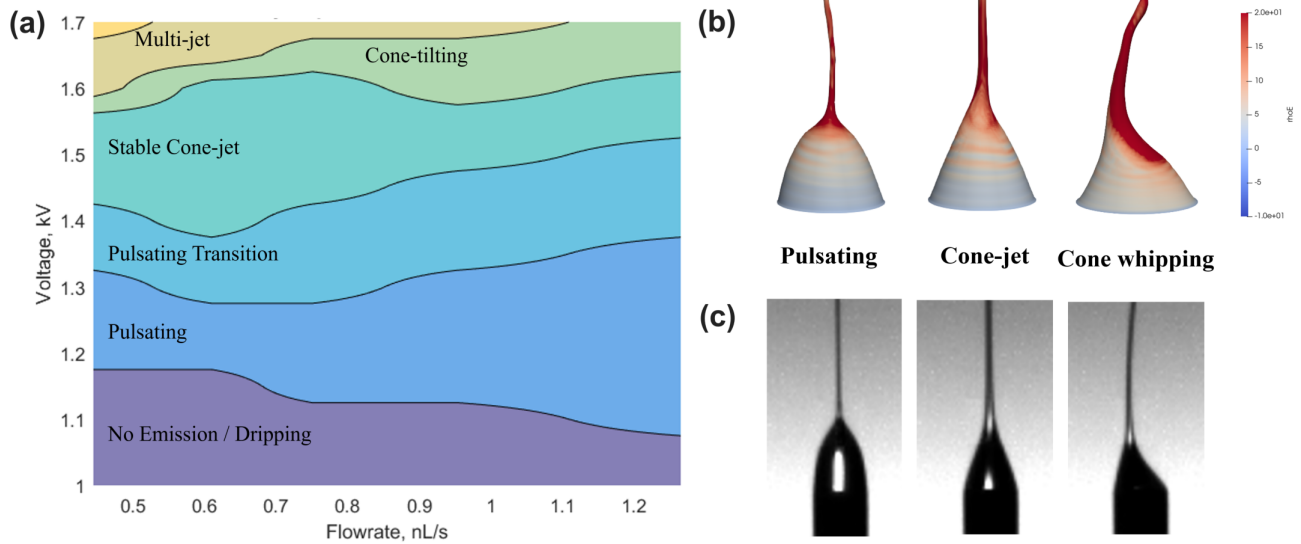 (a)
1.7
1.6
1.5
1.4
1.3
1.2
1.1
1
Voltage, kV
Multi-jet
Cone-tilting
Stable Cone-jet
Pulsating Transition
Pulsating
No Emission / Dripping
0.5 0.6 0.7 0.8 0.9 1 1.1 1.2
Flowrate, nL/s
(b)
2.0e+01
15
10
5
0
-5
-1.0e+01
rhoE
Pulsating Cone-jet Cone whipping
(c)